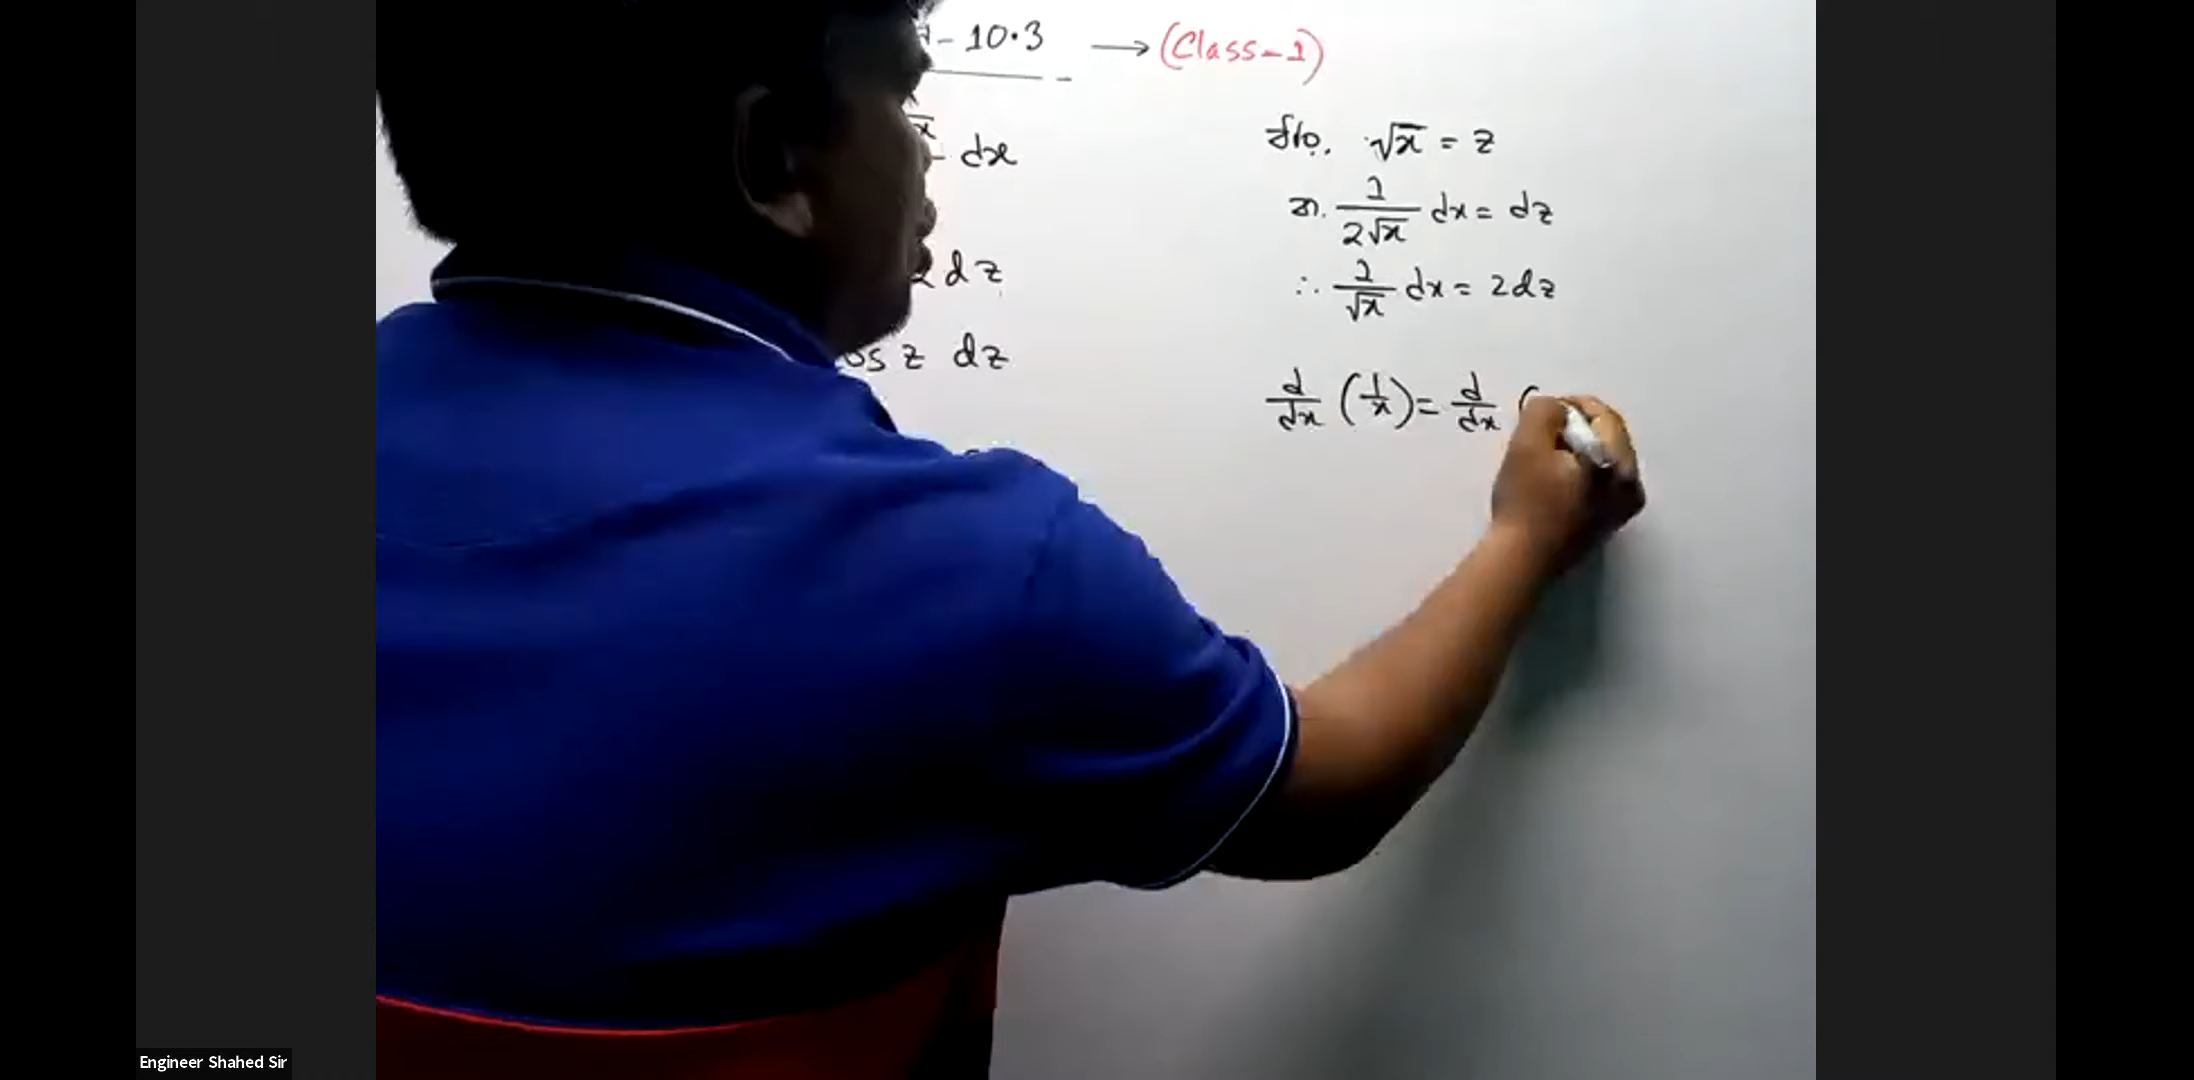 - 10.3 → (Class-1)
√x dx
2dz
os z dz
ধরি, √x = z
বা, 1/(2√x) dx = dz
∴ 1/√x dx = 2dz
d/dx (1/x) = d/dx (
Engineer Shahed Sir